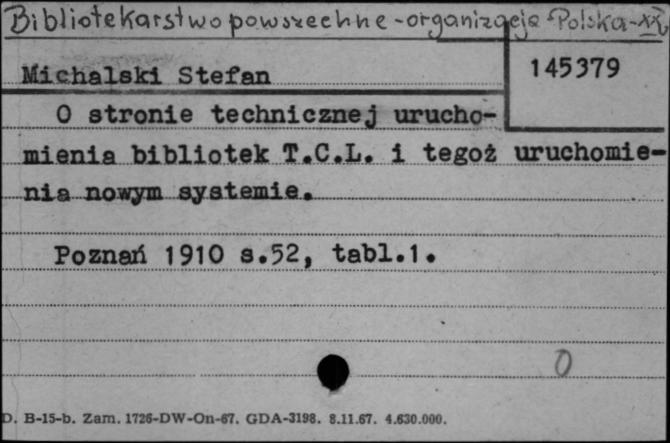 Bibliotekarstwo powszechne - organizacja - Polska - XX
Michalski Stefan
145379
O stronie technicznej urucho-
mienia bibliotek T.C.L. i tegoż uruchomie-
nia nowym systemie.
Poznań 1910 s.52, tabl.1.
0
D. B-15-b. Zam. 1726-DW-On-67. GDA-3198. 8.11.67. 4.630.000.